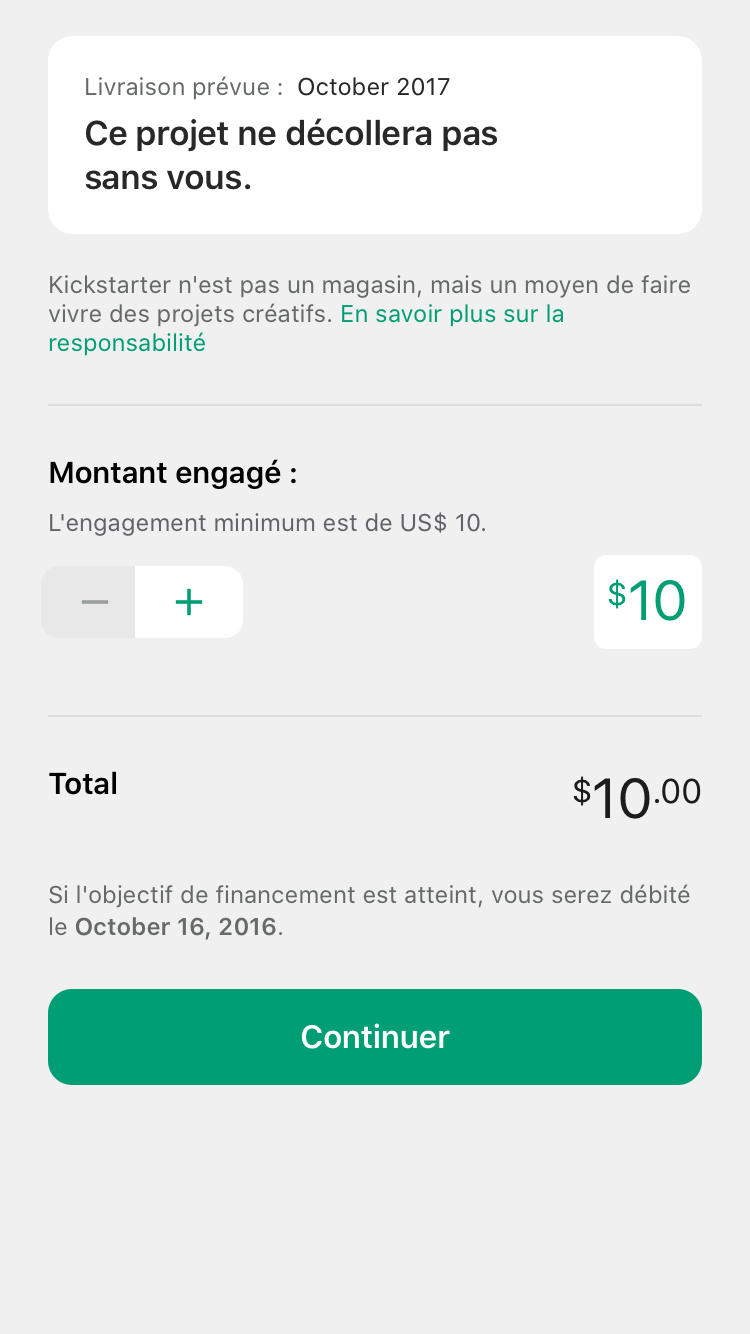 Livraison prévue : October 2017
Ce projet ne décollera pas
sans vous.
Kickstarter n'est pas un magasin, mais un moyen de faire
vivre des projets créatifs. En savoir plus sur la
responsabilité
Montant engagé :
L'engagement minimum est de US$ 10.
− +
$10
Total
$10.00
Si l'objectif de financement est atteint, vous serez débité
le October 16, 2016.
Continuer